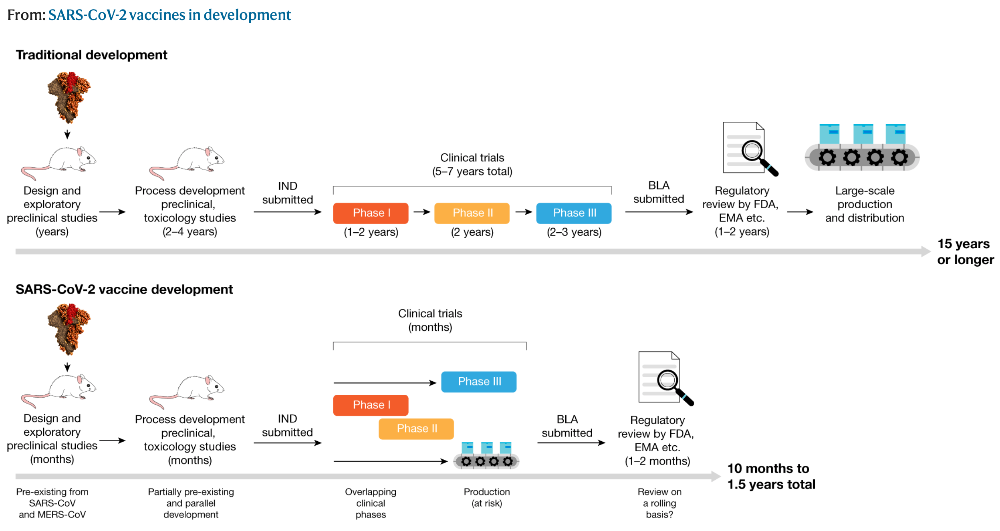 From: SARS-CoV-2 vaccines in development
Traditional development
Design and
exploratory
preclinical studies
(years)
Process development
preclinical,
toxicology studies
(2–4 years)
IND
submitted
Clinical trials
(5–7 years total)
Phase I
(1–2 years)
Phase II
(2 years)
Phase III
(2–3 years)
BLA
submitted
Regulatory
review by FDA,
EMA etc.
(1–2 years)
Large-scale
production
and distribution
15 years
or longer
SARS-CoV-2 vaccine development
Design and
exploratory
preclinical studies
(months)
Process development
preclinical,
toxicology studies
(months)
IND
submitted
Clinical trials
(months)
Phase III
Phase I
Phase II
BLA
submitted
Regulatory
review by FDA,
EMA etc.
(1–2 months)
10 months to
1.5 years total
Pre-existing from
SARS-CoV
and MERS-CoV
Partially pre-existing
and parallel
development
Overlapping
clinical
phases
Production
(at risk)
Review on
a rolling
basis?